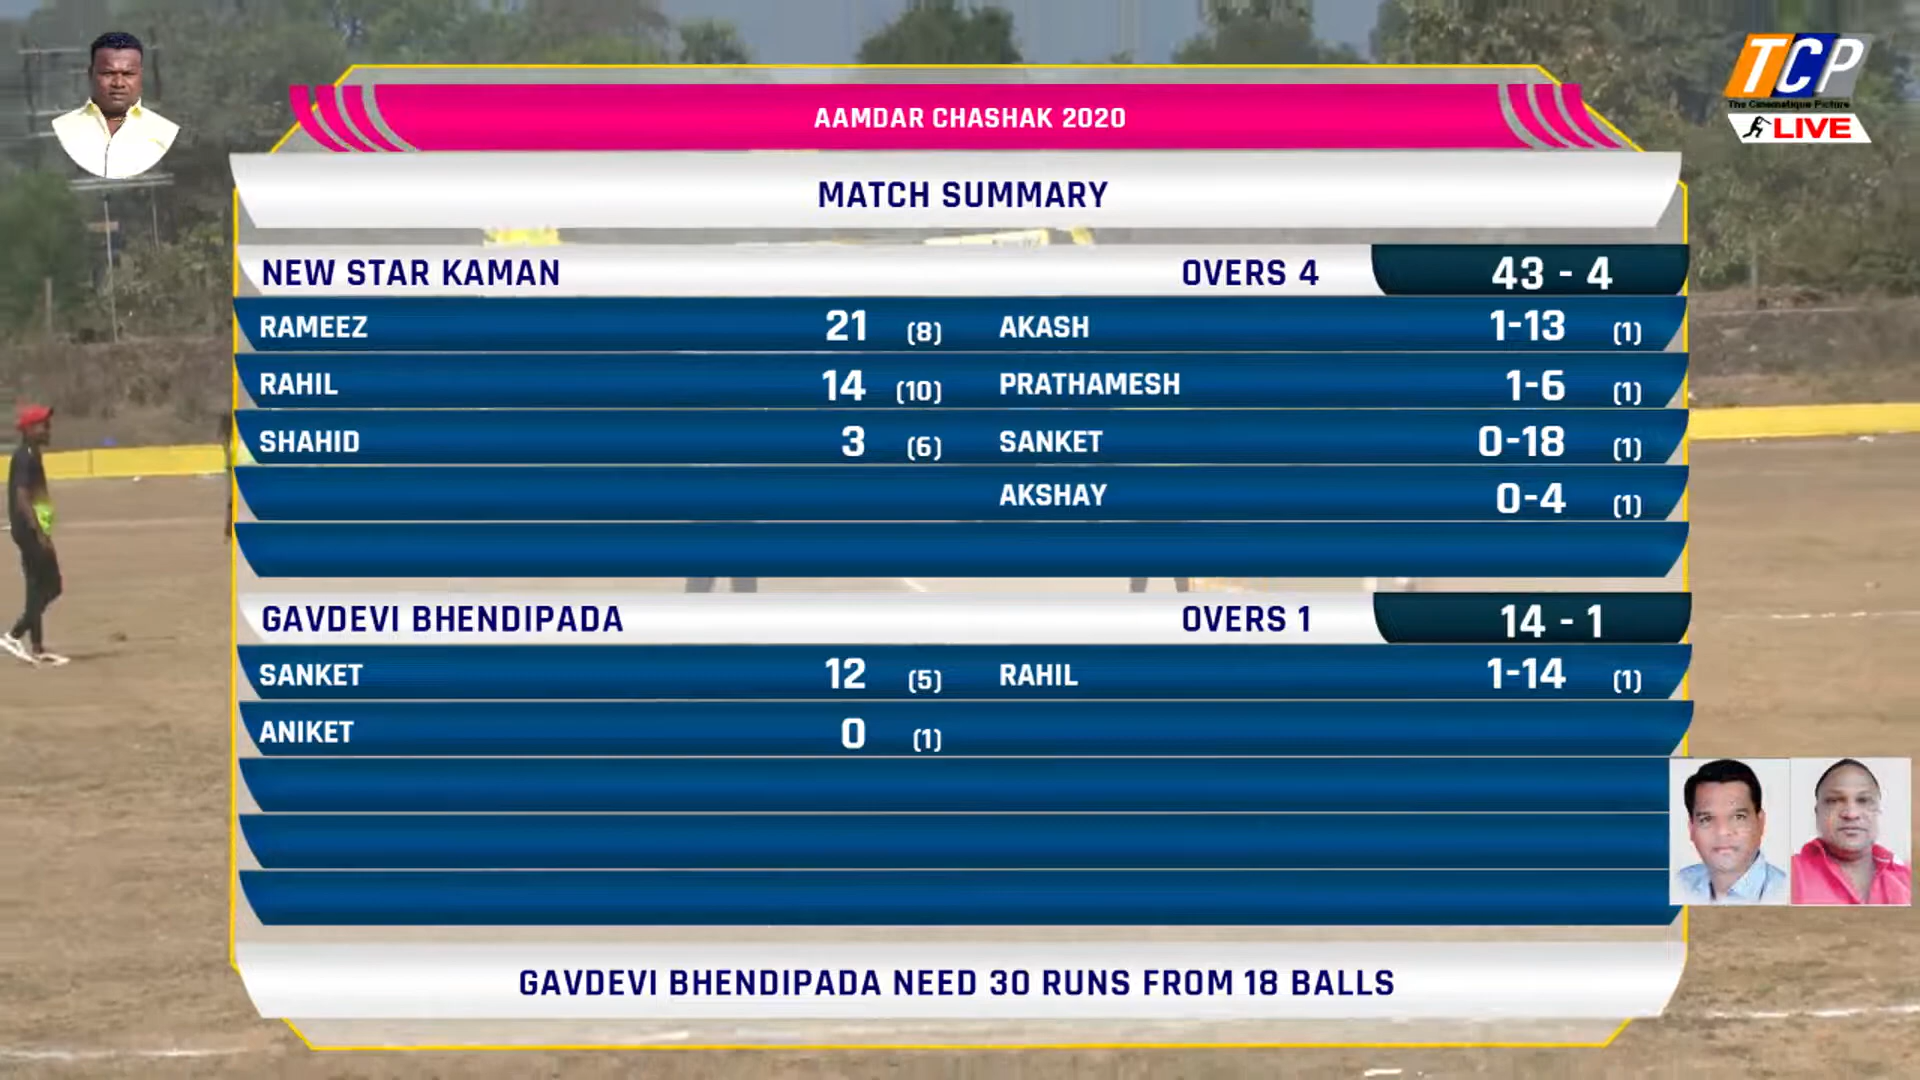 TCP
The Cinematique Picture
LIVE
AAMDAR CHASHAK 2020
MATCH SUMMARY
NEW STAR KAMAN OVERS 4 43 - 4
RAMEEZ 21 (8) AKASH 1-13 (1)
RAHIL 14 (10) PRATHAMESH 1-6 (1)
SHAHID 3 (6) SANKET 0-18 (1)
AKSHAY 0-4 (1)
GAVDEVI BHENDIPADA OVERS 1 14 - 1
SANKET 12 (5) RAHIL 1-14 (1)
ANIKET 0 (1)
GAVDEVI BHENDIPADA NEED 30 RUNS FROM 18 BALLS